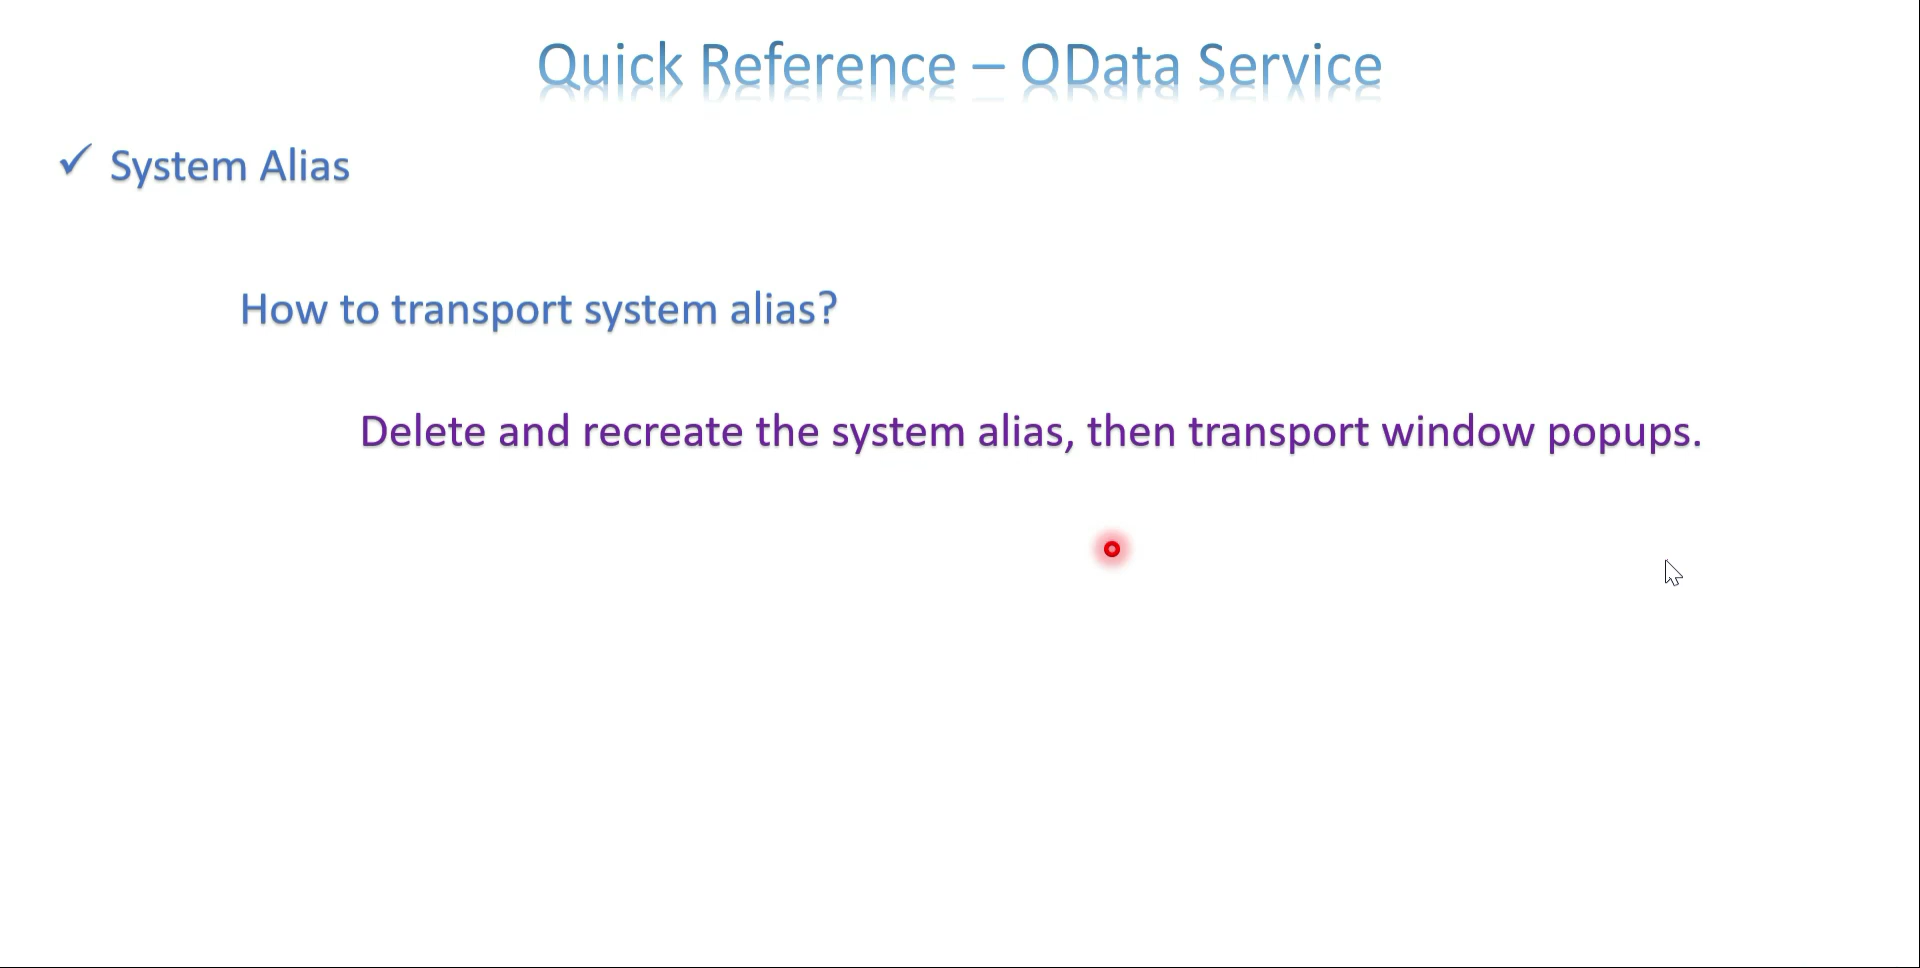 Quick Reference – OData Service
✓ System Alias
How to transport system alias?
Delete and recreate the system alias, then transport window popups.